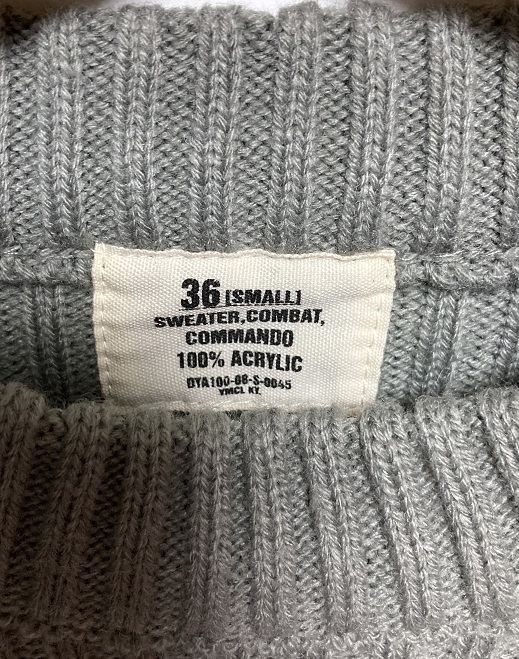 36 [SMALL]
SWEATER,COMBAT,
COMMANDO
100% ACRYLIC
DYA100-08-S-0045
YMCL KY.